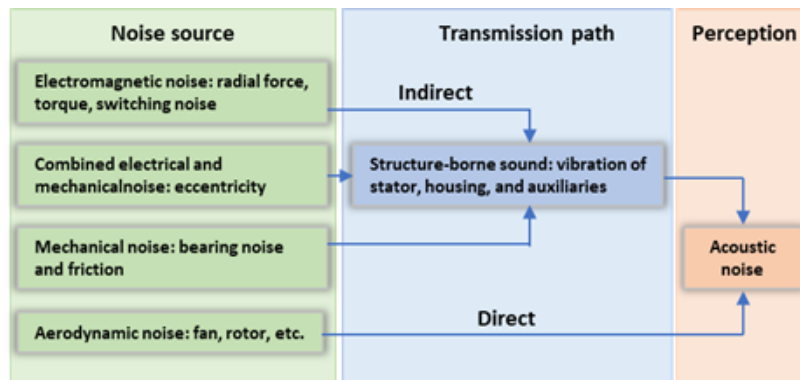 Noise source
Transmission path
Perception
Electromagnetic noise: radial force,
torque, switching noise
Indirect
Combined electrical and
mechanicalnoise: eccentricity
Structure-borne sound: vibration of
stator, housing, and auxiliaries
Mechanical noise: bearing noise
and friction
Acoustic
noise
Aerodynamic noise: fan, rotor, etc.
Direct